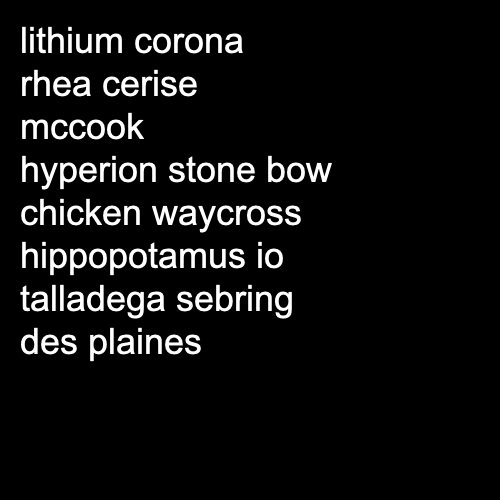 lithium corona
rhea cerise
mccook
hyperion stone bow
chicken waycross
hippopotamus io
talladega sebring
des plaines